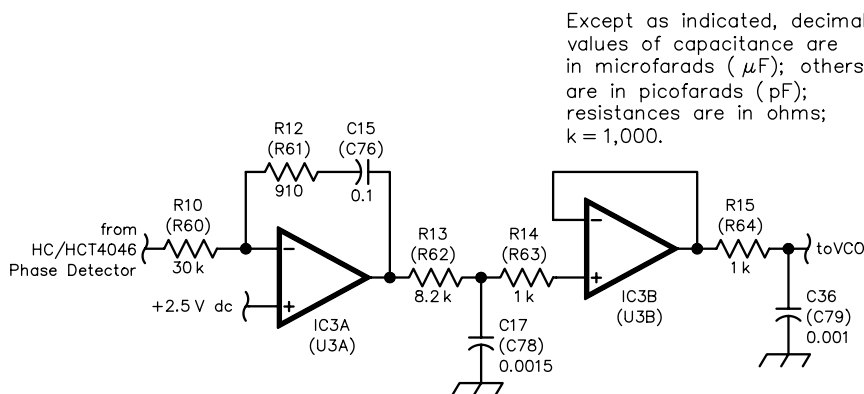 Except as indicated, decimal
values of capacitance are
in microfarads ( μF); others
are in picofarads ( pF);
resistances are in ohms;
k = 1,000.
R12
(R61)
910
C15
(C76)
0.1
R10
(R60)
30 k
from
HC/HCT4046
Phase Detector
+2.5 V dc
−
+
IC3A
(U3A)
R13
(R62)
8.2 k
R14
(R63)
1 k
C17
(C78)
0.0015
−
+
IC3B
(U3B)
R15
(R64)
1 k
to VCO
C36
(C79)
0.001